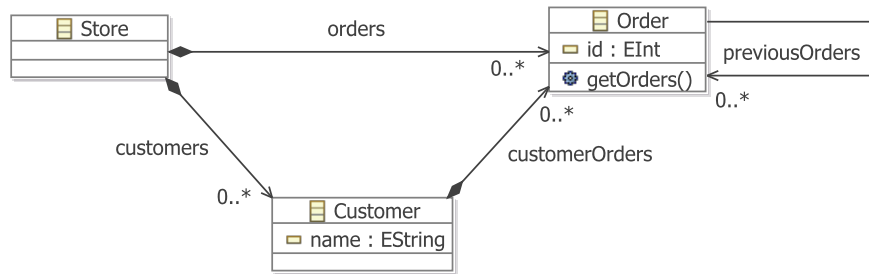 Store
orders
0..*
Order
id : EInt
getOrders()
previousOrders
0..*
0..*
customers
customerOrders
0..*
Customer
name : EString